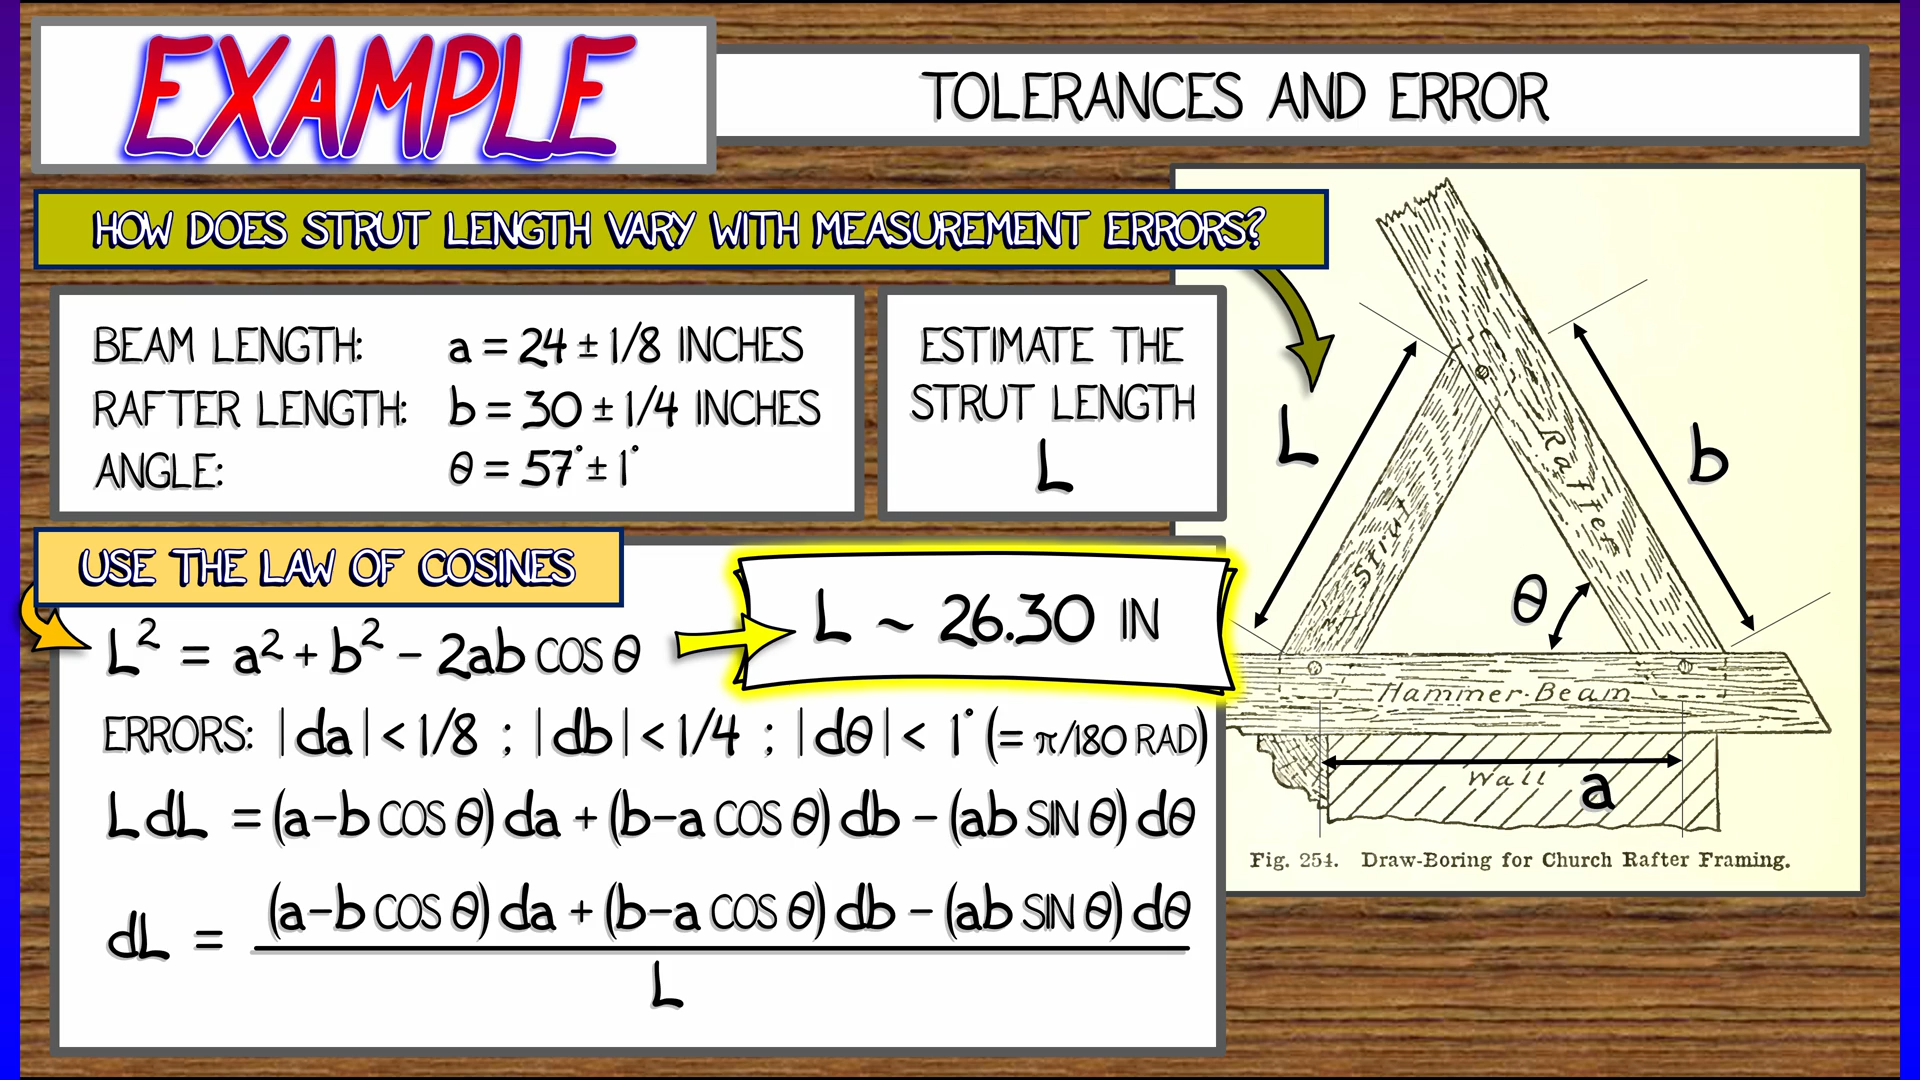 EXAMPLE
TOLERANCES AND ERROR
HOW DOES STRUT LENGTH VARY WITH MEASUREMENT ERRORS?
BEAM LENGTH: a = 24 ± 1/8 INCHES
RAFTER LENGTH: b = 30 ± 1/4 INCHES
ANGLE: θ = 57° ± 1°
ESTIMATE THE
STRUT LENGTH
L
USE THE LAW OF COSINES
L² = a² + b² - 2ab COS θ
L ~ 26.30 IN
ERRORS: |da| < 1/8 ; |db| < 1/4 ; |dθ| < 1° (= π/180 RAD)
L dL = (a-b COS θ) da + (b-a COS θ) db - (ab SIN θ) dθ
dL = (a-b COS θ) da + (b-a COS θ) db - (ab SIN θ) dθ
L
L
b
Rafter
Strut
θ
Hammer-Beam
Wall
a
Fig. 254. Draw-Boring for Church Rafter Framing.